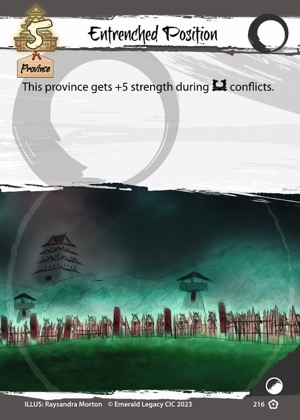 Entrenched Position
5
Province
This province gets +5 strength during conflicts.
ILLUS: Raysandra Morton © Emerald Legacy CIC 2023 216